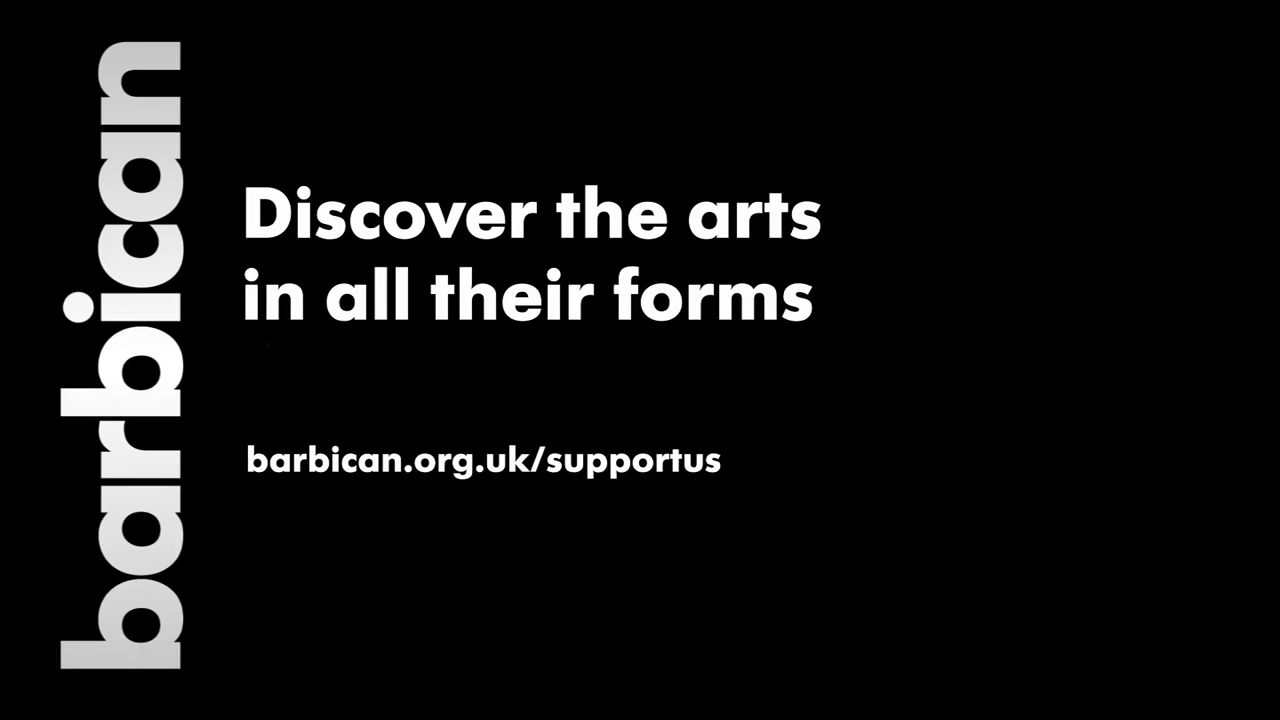 barbican
Discover the arts
in all their forms
barbican.org.uk/supportus